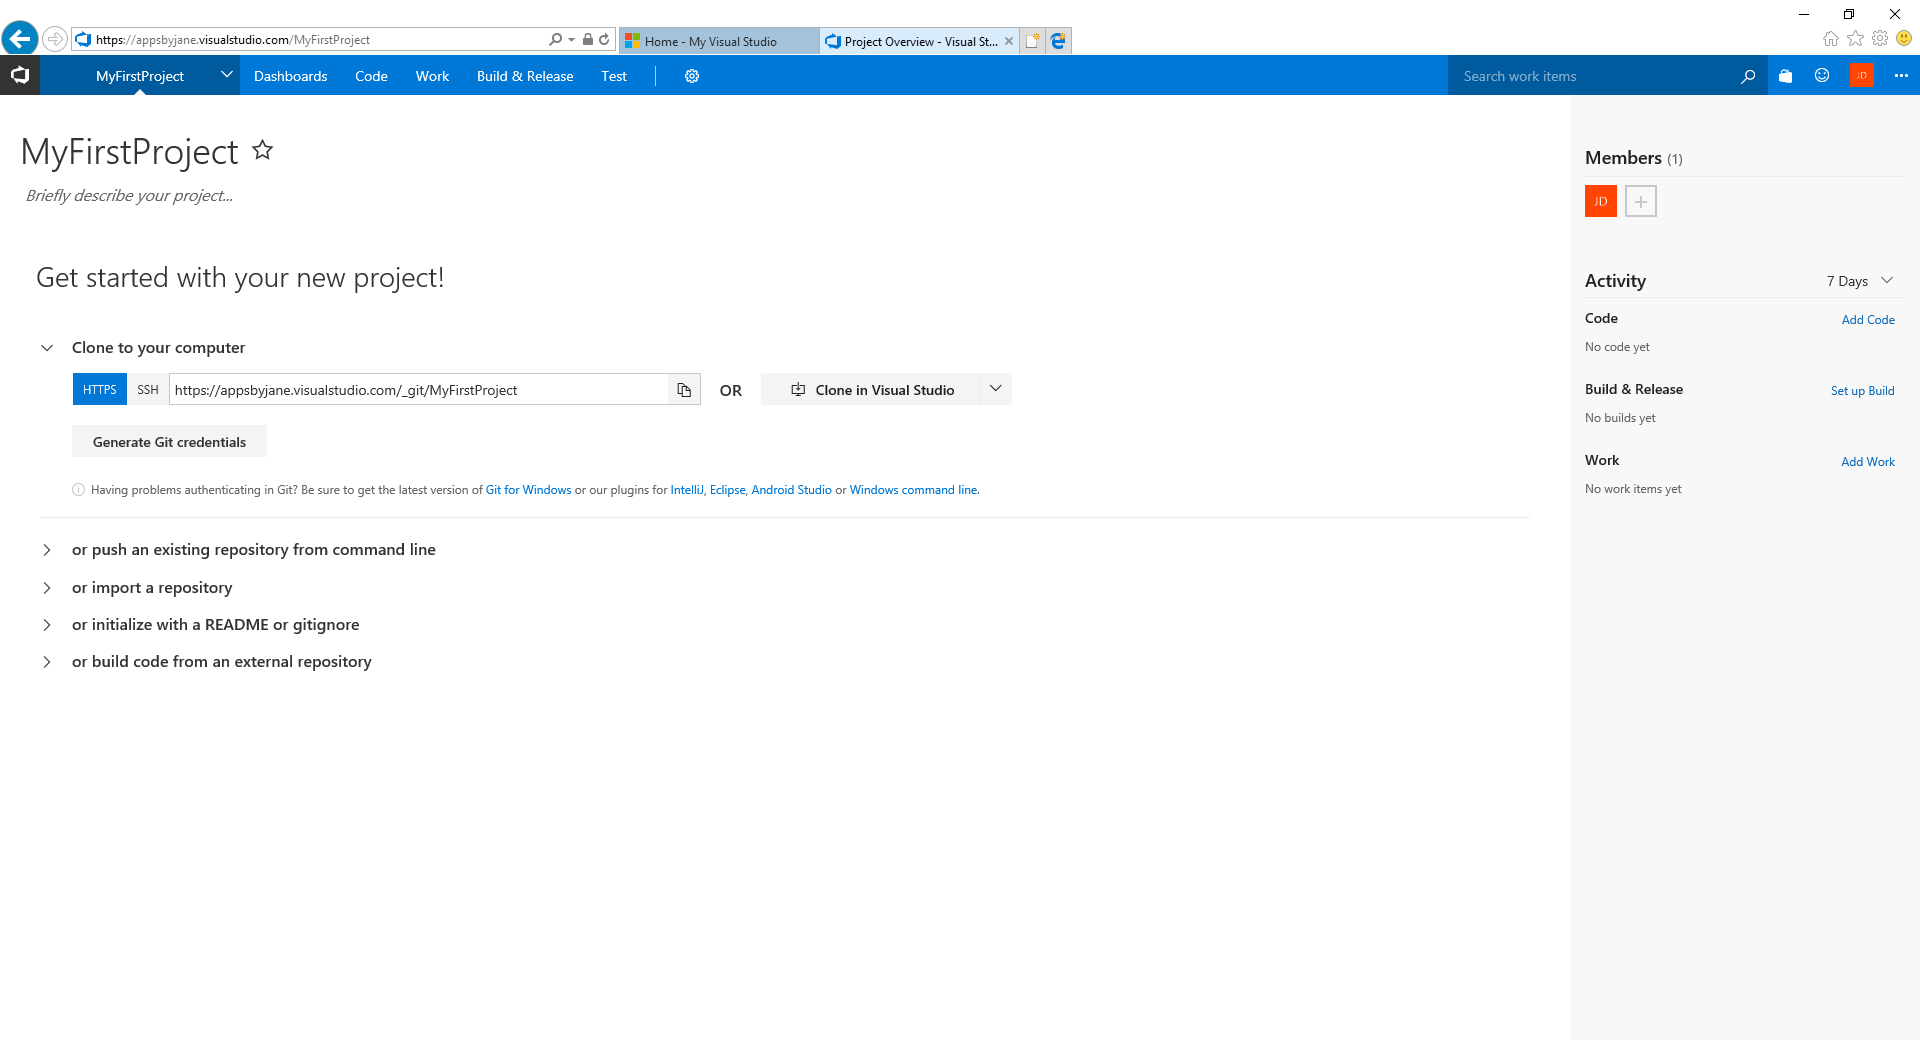 https://appsbyjane.visualstudio.com/MyFirstProject
Home - My Visual Studio
Project Overview - Visual St...
MyFirstProject
Dashboards
Code
Work
Build & Release
Test
Search work items
JD
MyFirstProject
Briefly describe your project...
Get started with your new project!
Clone to your computer
HTTPS
SSH
https://appsbyjane.visualstudio.com/_git/MyFirstProject
OR
Clone in Visual Studio
Generate Git credentials
Having problems authenticating in Git? Be sure to get the latest version of Git for Windows or our plugins for IntelliJ, Eclipse, Android Studio or Windows command line.
or push an existing repository from command line
or import a repository
or initialize with a README or gitignore
or build code from an external repository
Members (1)
JD
Activity
7 Days
Code
Add Code
No code yet
Build & Release
Set up Build
No builds yet
Work
Add Work
No work items yet